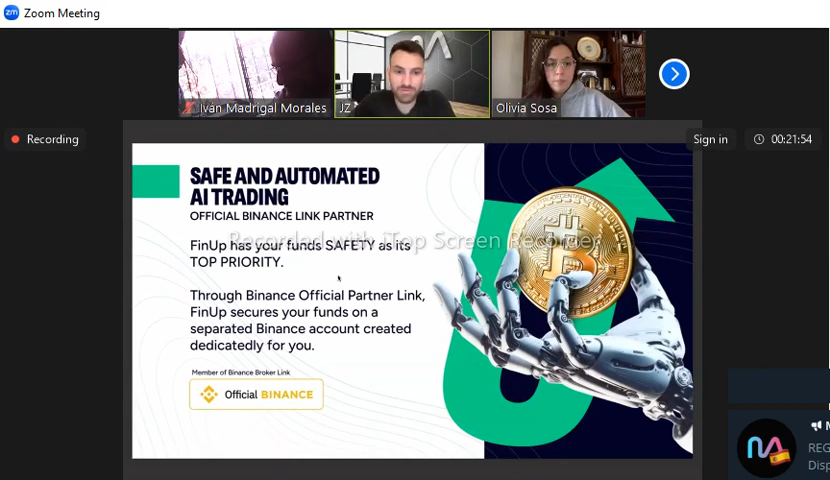 zm Zoom Meeting
Iván Madrigal Morales
JZ
Olivia Sosa
Recording
Sign in
00:21:54
SAFE AND AUTOMATED
AI TRADING
OFFICIAL BINANCE LINK PARTNER
Recorded with iTop Screen Recorder
FinUp has your funds SAFETY as its
TOP PRIORITY.
Through Binance Official Partner Link,
FinUp secures your funds on a
separated Binance account created
dedicatedly for you.
Member of Binance Broker Link
Official BINANCE
REG
Disp